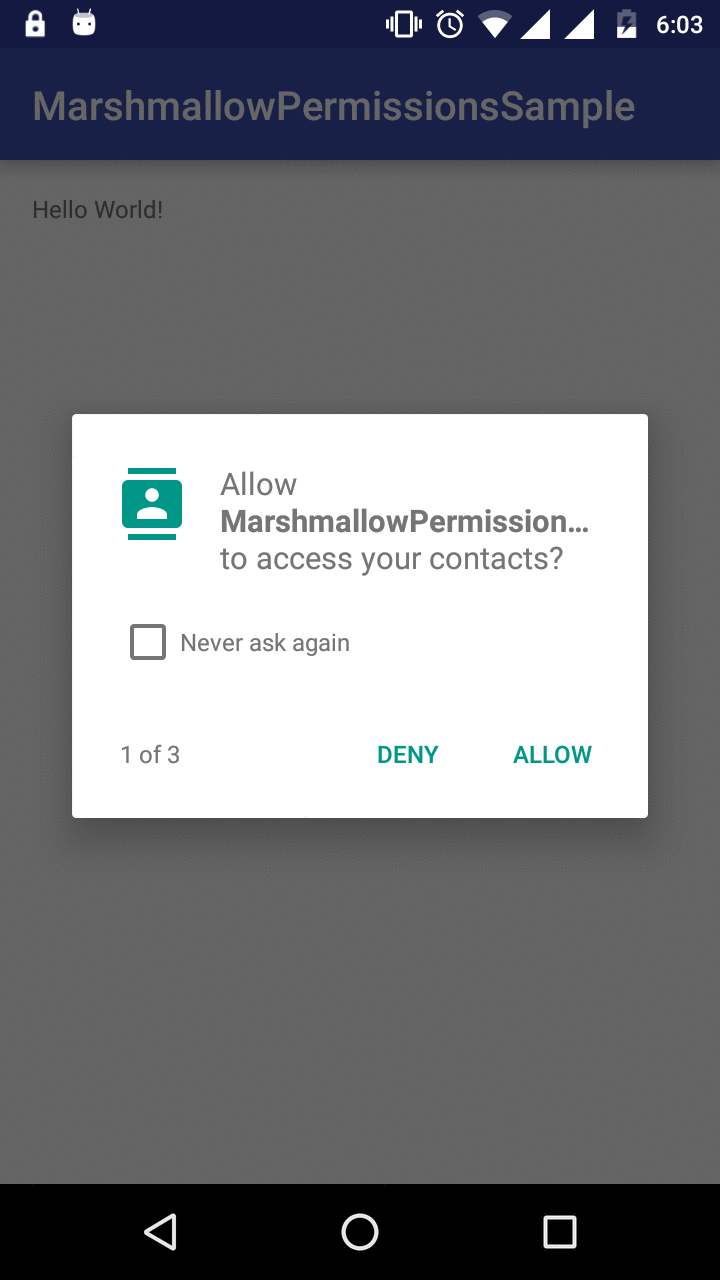 6:03
MarshmallowPermissionsSample
Hello World!
Allow
MarshmallowPermission...
to access your contacts?
Never ask again
1 of 3 DENY ALLOW